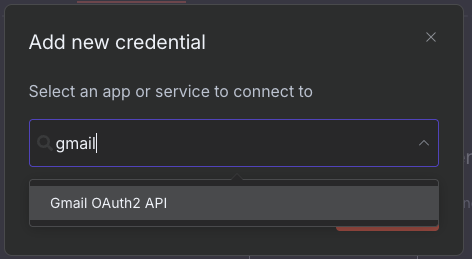 Add new credential
Select an app or service to connect to
gmail
Gmail OAuth2 API